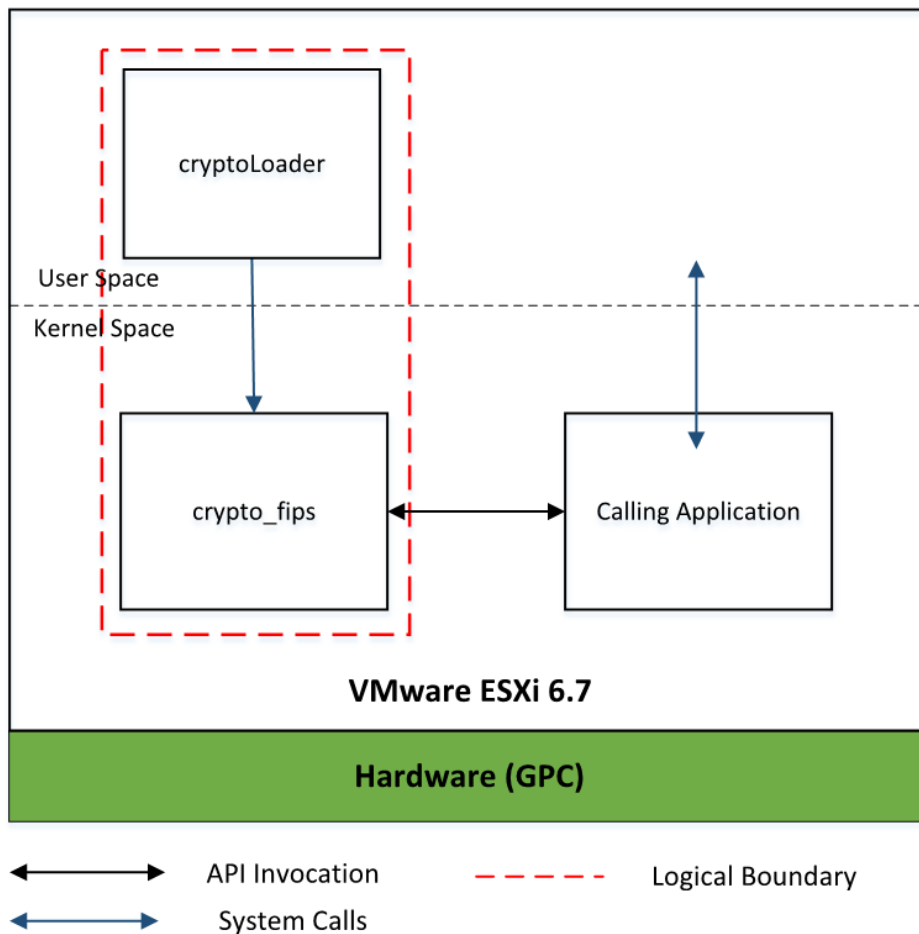 cryptoLoader
User Space
Kernel Space
crypto_fips
Calling Application
VMware ESXi 6.7
Hardware (GPC)
API Invocation
Logical Boundary
System Calls